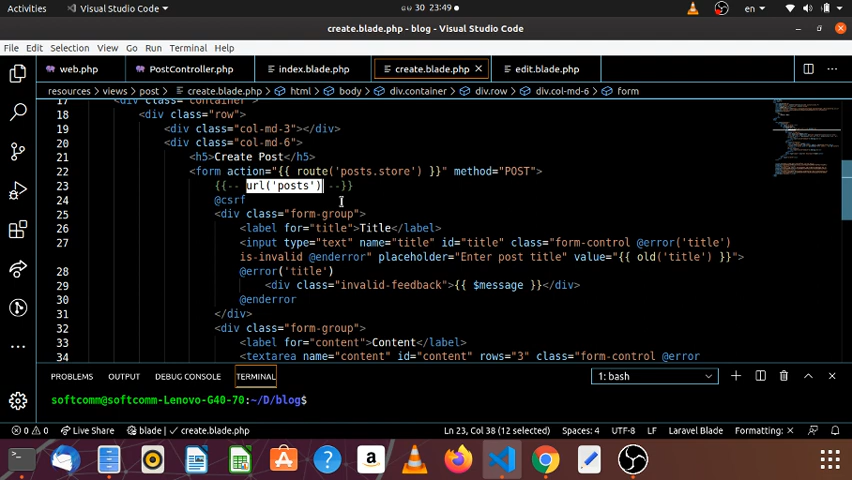 Activities
Visual Studio Code
ဇွန် 30 23:49
en
create.blade.php - blog - Visual Studio Code
File Edit Selection View Go Run Terminal Help
web.php
PostController.php
index.blade.php
create.blade.php
edit.blade.php
resources > views > post > create.blade.php > html > body > div.container > div.row > div.col-md-6 > form
17 <div class="container">
18 <div class="row">
19 <div class="col-md-3"></div>
20 <div class="col-md-6">
21 <h5>Create Post</h5>
22 <form action="{{ route('posts.store') }}" method="POST">
23 {{-- url('posts') --}}
24 @csrf
25 <div class="form-group">
26 <label for="title">Title</label>
27 <input type="text" name="title" id="title" class="form-control @error('title')
is-invalid @enderror" placeholder="Enter post title" value="{{ old('title') }}">
28 @error('title')
29 <div class="invalid-feedback">{{ $message }}</div>
30 @enderror
31 </div>
32 <div class="form-group">
33 <label for="content">Content</label>
34 <textarea name="content" id="content" rows="3" class="form-control @error
PROBLEMS OUTPUT DEBUG CONSOLE TERMINAL
1: bash
softcomm@softcomm-Lenovo-G40-70:~/D/blog$
0 0 Live Share blade | create.blade.php Ln 23, Col 38 (12 selected) Spaces: 4 UTF-8 LF Laravel Blade Formatting: